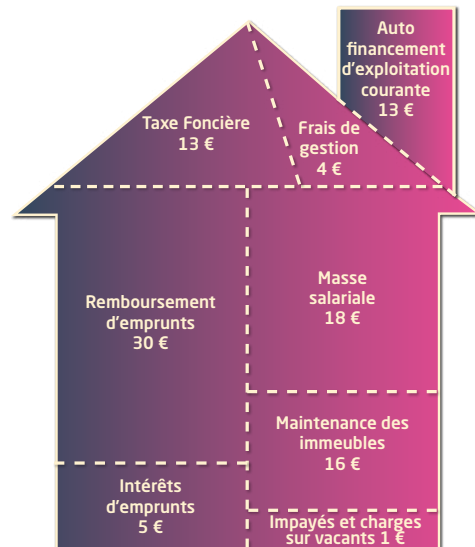 Auto
financement
d'exploitation
courante
13 €
Taxe Foncière
13 €
Frais de
gestion
4 €
Remboursement
d'emprunts
30 €
Masse
salariale
18 €
Maintenance des
immeubles
16 €
Intérêts
d'emprunts
5 €
Impayés et charges
sur vacants 1 €